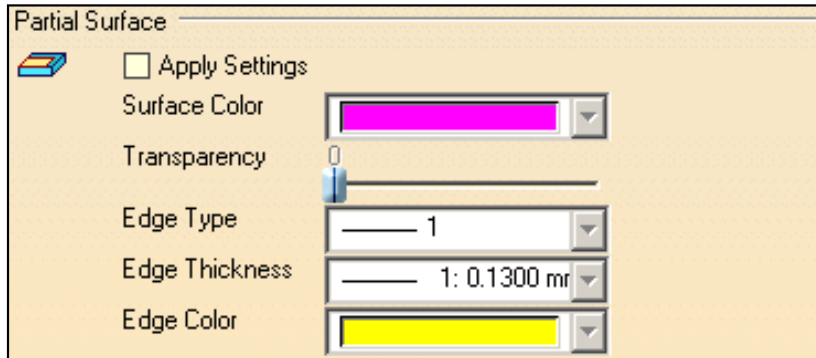 Partial Surface
Apply Settings
Surface Color
Transparency
0
Edge Type
1
Edge Thickness
1: 0.1300 mr
Edge Color